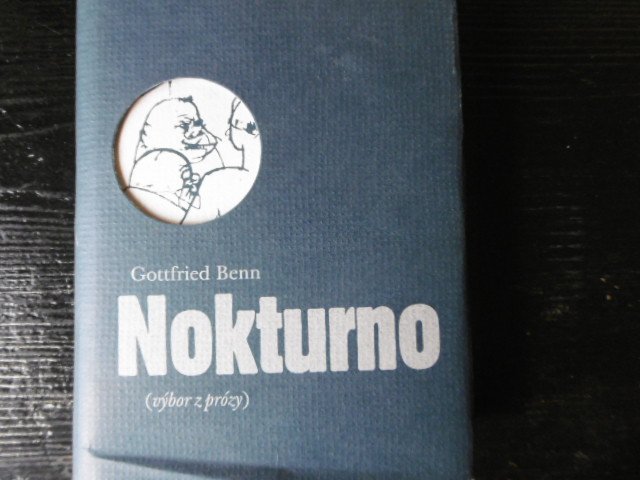 Gottfried Benn
Nokturno
(výbor z prózy)